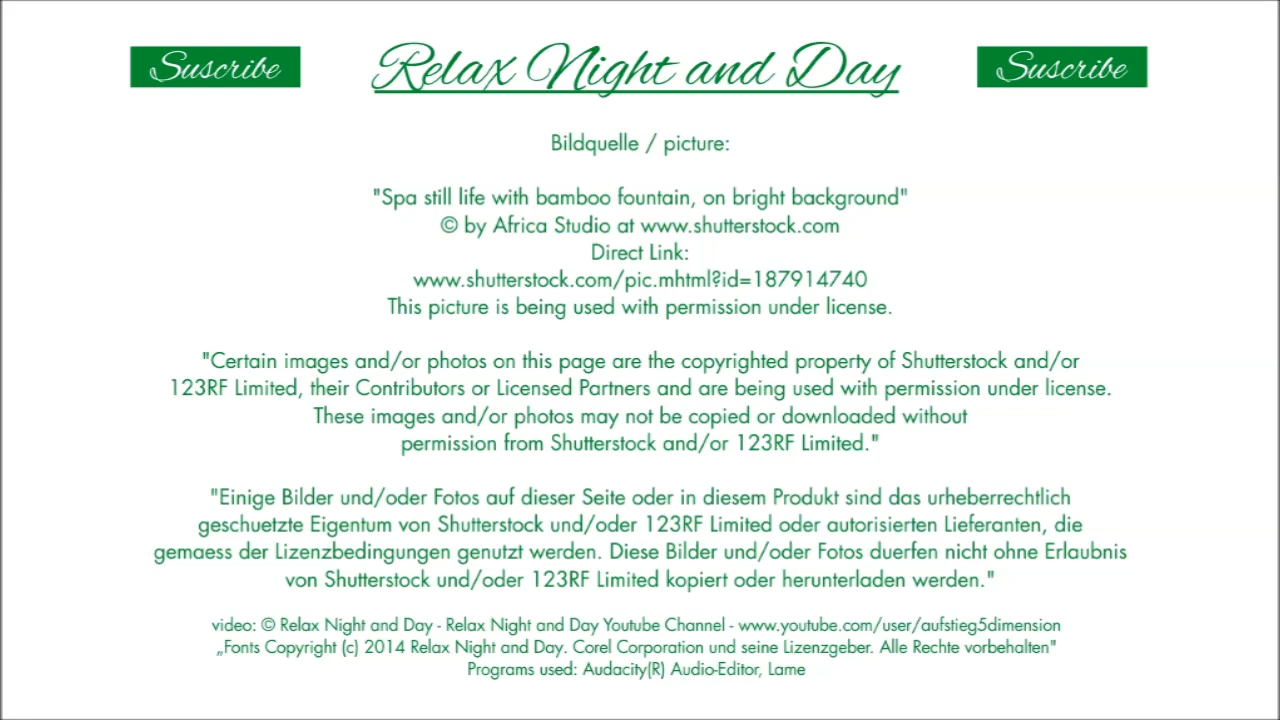 Suscribe Relax Night and Day Suscribe
Bildquelle / picture:
"Spa still life with bamboo fountain, on bright background"
© by Africa Studio at www.shutterstock.com
Direct Link:
www.shutterstock.com/pic.mhtml?id=187914740
This picture is being used with permission under license.
"Certain images and/or photos on this page are the copyrighted property of Shutterstock and/or
123RF Limited, their Contributors or Licensed Partners and are being used with permission under license.
These images and/or photos may not be copied or downloaded without
permission from Shutterstock and/or 123RF Limited."
"Einige Bilder und/oder Fotos auf dieser Seite oder in diesem Produkt sind das urheberrechtlich
geschuetzte Eigentum von Shutterstock und/oder 123RF Limited oder autorisierten Lieferanten, die
gemaess der Lizenzbedingungen genutzt werden. Diese Bilder und/oder Fotos duerfen nicht ohne Erlaubnis
von Shutterstock und/oder 123RF Limited kopiert oder herunterladen werden."
video: © Relax Night and Day - Relax Night and Day Youtube Channel - www.youtube.com/user/aufstieg5dimension
„Fonts Copyright (c) 2014 Relax Night and Day. Corel Corporation und seine Lizenzgeber. Alle Rechte vorbehalten"
Programs used: Audacity(R) Audio-Editor, Lame